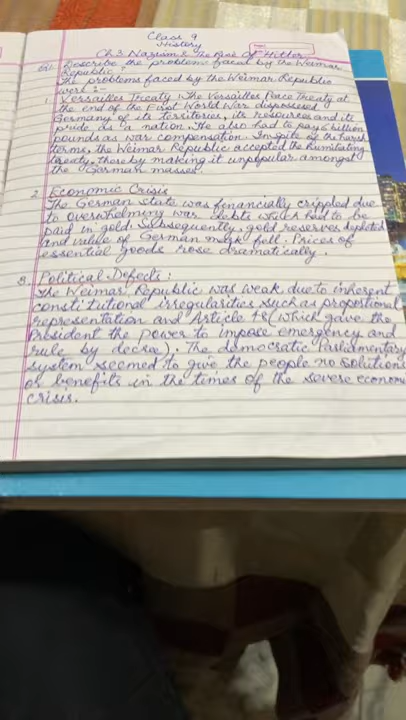 Class 9
History
Ch 3. Nazism & the Rise Of Hitler
Q1. Describe the problems faced by the Weimar
Republic?
The problems faced by the Weimar Republic
were :-
1. Versailles Treaty. The Versailles Peace Treaty at
the end of the First World War dispossesed
Germany of its territories, its resources and its
pride as a nation. He also had to pay 6 billion
pounds as war compensation. Inspite of the harsh
terms, the Weimar Republic accepted the humiliating
treaty, thereby making it unpopular amongst
the German masses.
2. Economic Crisis
The German state was financially crippled due
to overwhelming war debts which had to be
paid in gold. Subsequently, gold reserves depleted
and value of German mark fell. Prices of
essential goods rose dramatically.
3. Political Defects :
The Weimar Republic was weak due to inherent
constitutional irregularities such as proportional
representation and Article 48 (which gave the
President the power to impose emergency and
rule by decree). The democratic Parliamentary
system seemed to give the people no solutions
or benefits in the times of the severe economic
crisis.